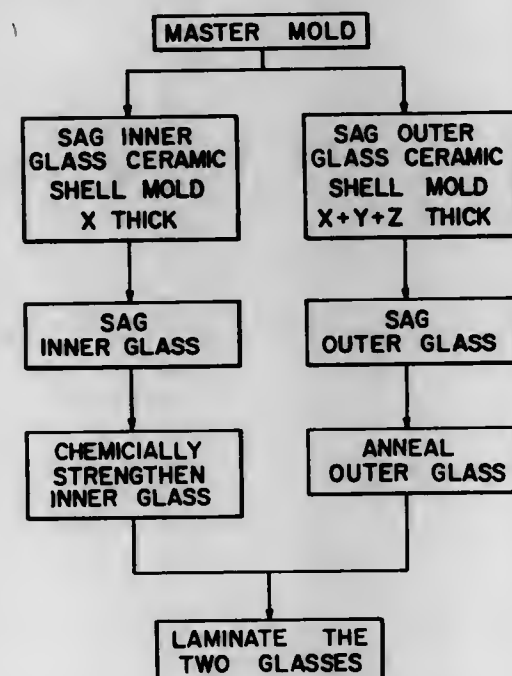 MASTER MOLD
SAG INNER
GLASS CERAMIC
SHELL MOLD
X THICK
SAG OUTER
GLASS CERAMIC
SHELL MOLD
X+Y+Z THICK
SAG
INNER GLASS
SAG
OUTER GLASS
CHEMICIALLY
STRENGTHEN
INNER GLASS
ANNEAL
OUTER GLASS
LAMINATE THE
TWO GLASSES